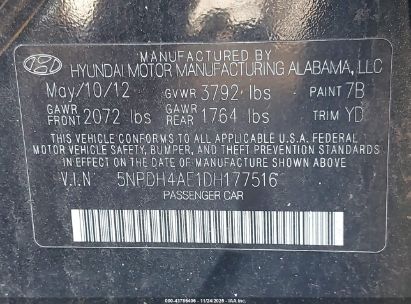 HYUNDAI MOTOR MANUFACTURING ALABAMA, LLC
May/10/12 GVWR 3792 lbs PAINT 7B
GAWR FRONT 2072 lbs GAWR REAR 1764 lbs TRIM YD
THIS VEHICLE CONFORMS TO ALL APPLICABLE U.S.A. FEDERAL
MOTOR VEHICLE SAFETY, BUMPER, AND THEFT PREVENTION STANDARDS
IN EFFECT ON THE DATE OF MANUFACTURE SHOWN ABOVE.
V.I.N 5NPDH4AE1DH177516
PASSENGER CAR